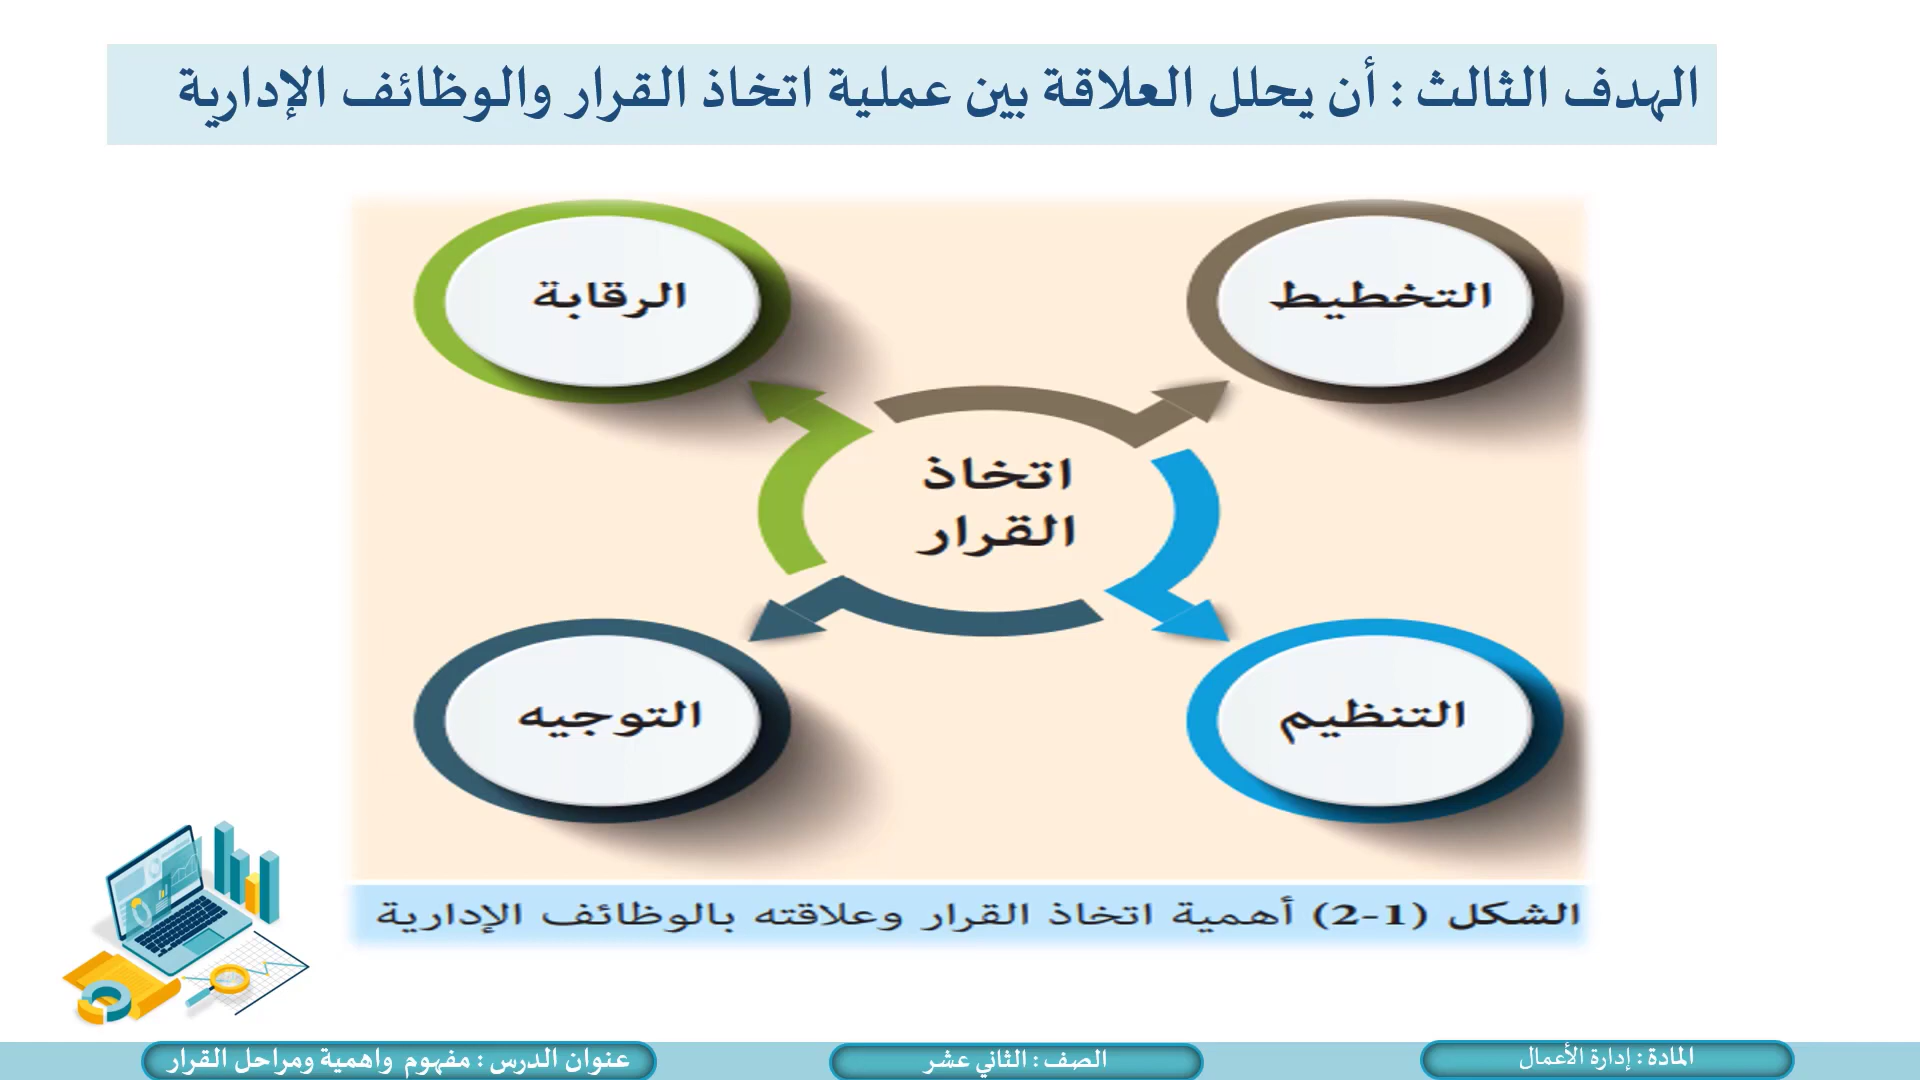 الهدف الثالث : أن يحلل العلاقة بين عملية اتخاذ القرار والوظائف الإدارية
التخطيط
الرقابة
اتخاذ
القرار
التنظيم
التوجيه
الشكل (1-2) أهمية اتخاذ القرار وعلاقته بالوظائف الإدارية
المادة : إدارة الأعمال
الصف : الثاني عشر
عنوان الدرس : مفهوم واهمية ومراحل القرار